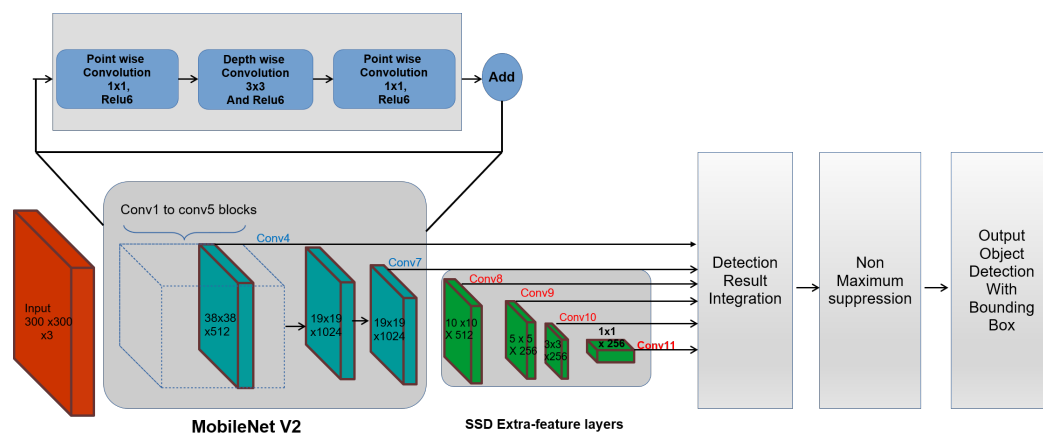 Point wise
Convolution
1x1,
Relu6
Depth wise
Convolution
3x3
And Relu6
Point wise
Convolution
1x1,
Relu6
Add
Conv1 to conv5 blocks
Input
300 x300
x3
38x38
x512
19x19
x1024
19x19
x1024
Conv4
Conv7
Conv8
Conv9
Conv10
Conv11
10 x10
X 512
5 x 5
X 256
3x3
x256
1x1
x 256
MobileNet V2
SSD Extra-feature layers
Detection
Result
Integration
Non
Maximum
suppression
Output
Object
Detection
With
Bounding
Box